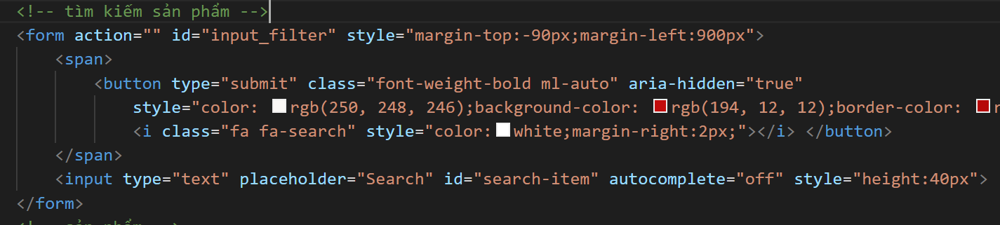 <!-- tìm kiếm sản phẩm -->
<form action="" id="input_filter" style="margin-top:-90px;margin-left:900px">
<span>
<button type="submit" class="font-weight-bold ml-auto" aria-hidden="true"
style="color: rgb(250, 248, 246);background-color: rgb(194, 12, 12);border-color: r
<i class="fa fa-search" style="color:white;margin-right:2px;"></i> </button>
</span>
<input type="text" placeholder="Search" id="search-item" autocomplete="off" style="height:40px">
</form>